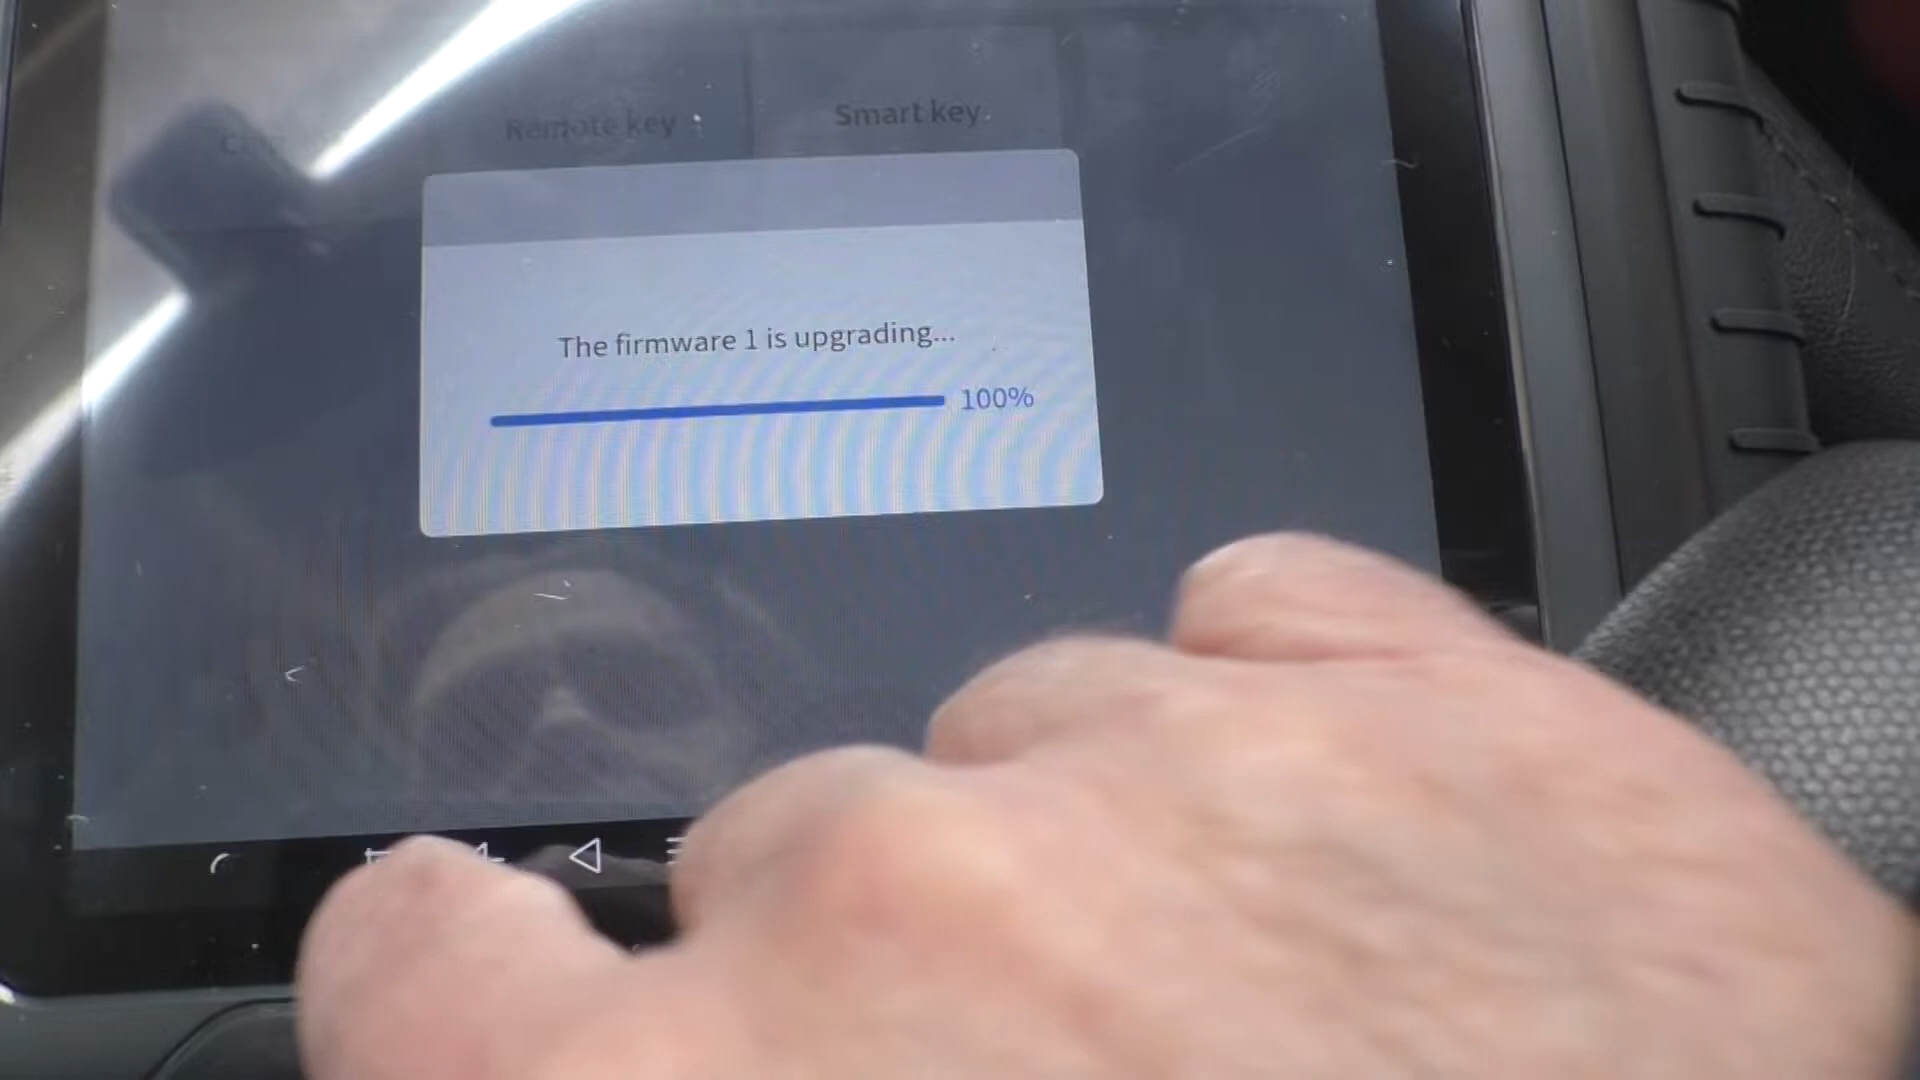 Remote key
Smart key
The firmware 1 is upgrading...
100%